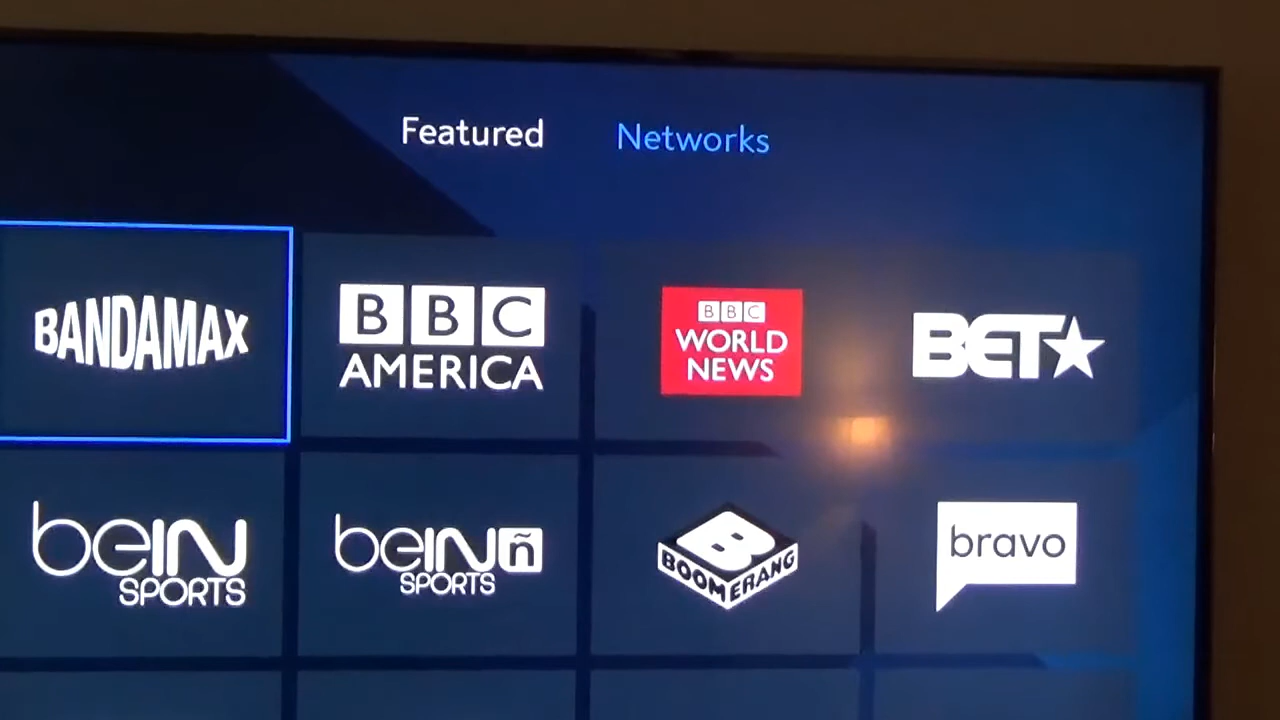 Featured Networks
BANDAMAX
BBC
AMERICA
BBC
WORLD
NEWS
BET
beIN
SPORTS
beIN ñ
SPORTS
B
BOOMERANG
bravo